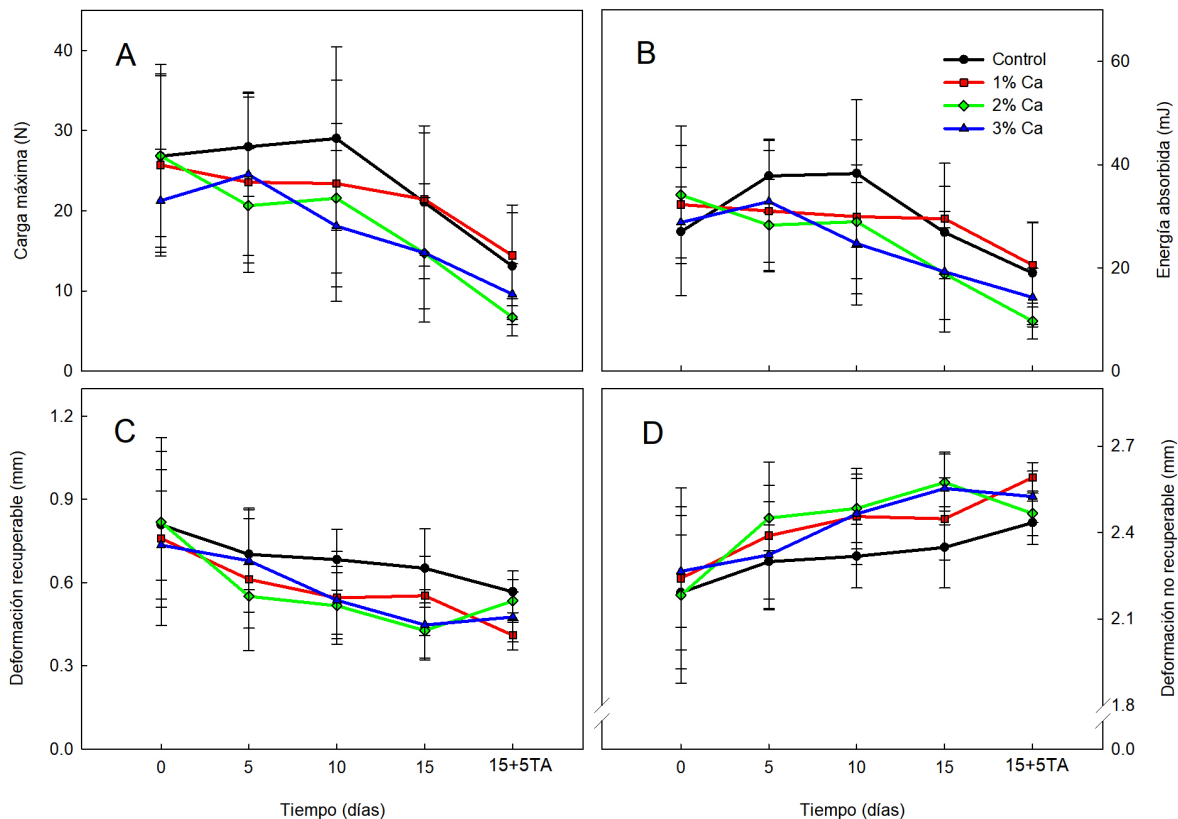 A
Carga máxima (N)
40
30
20
10
0
B
Control
1% Ca
2% Ca
3% Ca
60
40
20
0
Energía absorbida (mJ)
C
Deformación recuperable (mm)
1.2
0.9
0.6
0.3
0.0
0
5
10
15
15+5TA
Tiempo (días)
D
2.7
2.4
2.1
1.8
0.0
Deformación no recuperable (mm)
0
5
10
15
15+5TA
Tiempo (días)